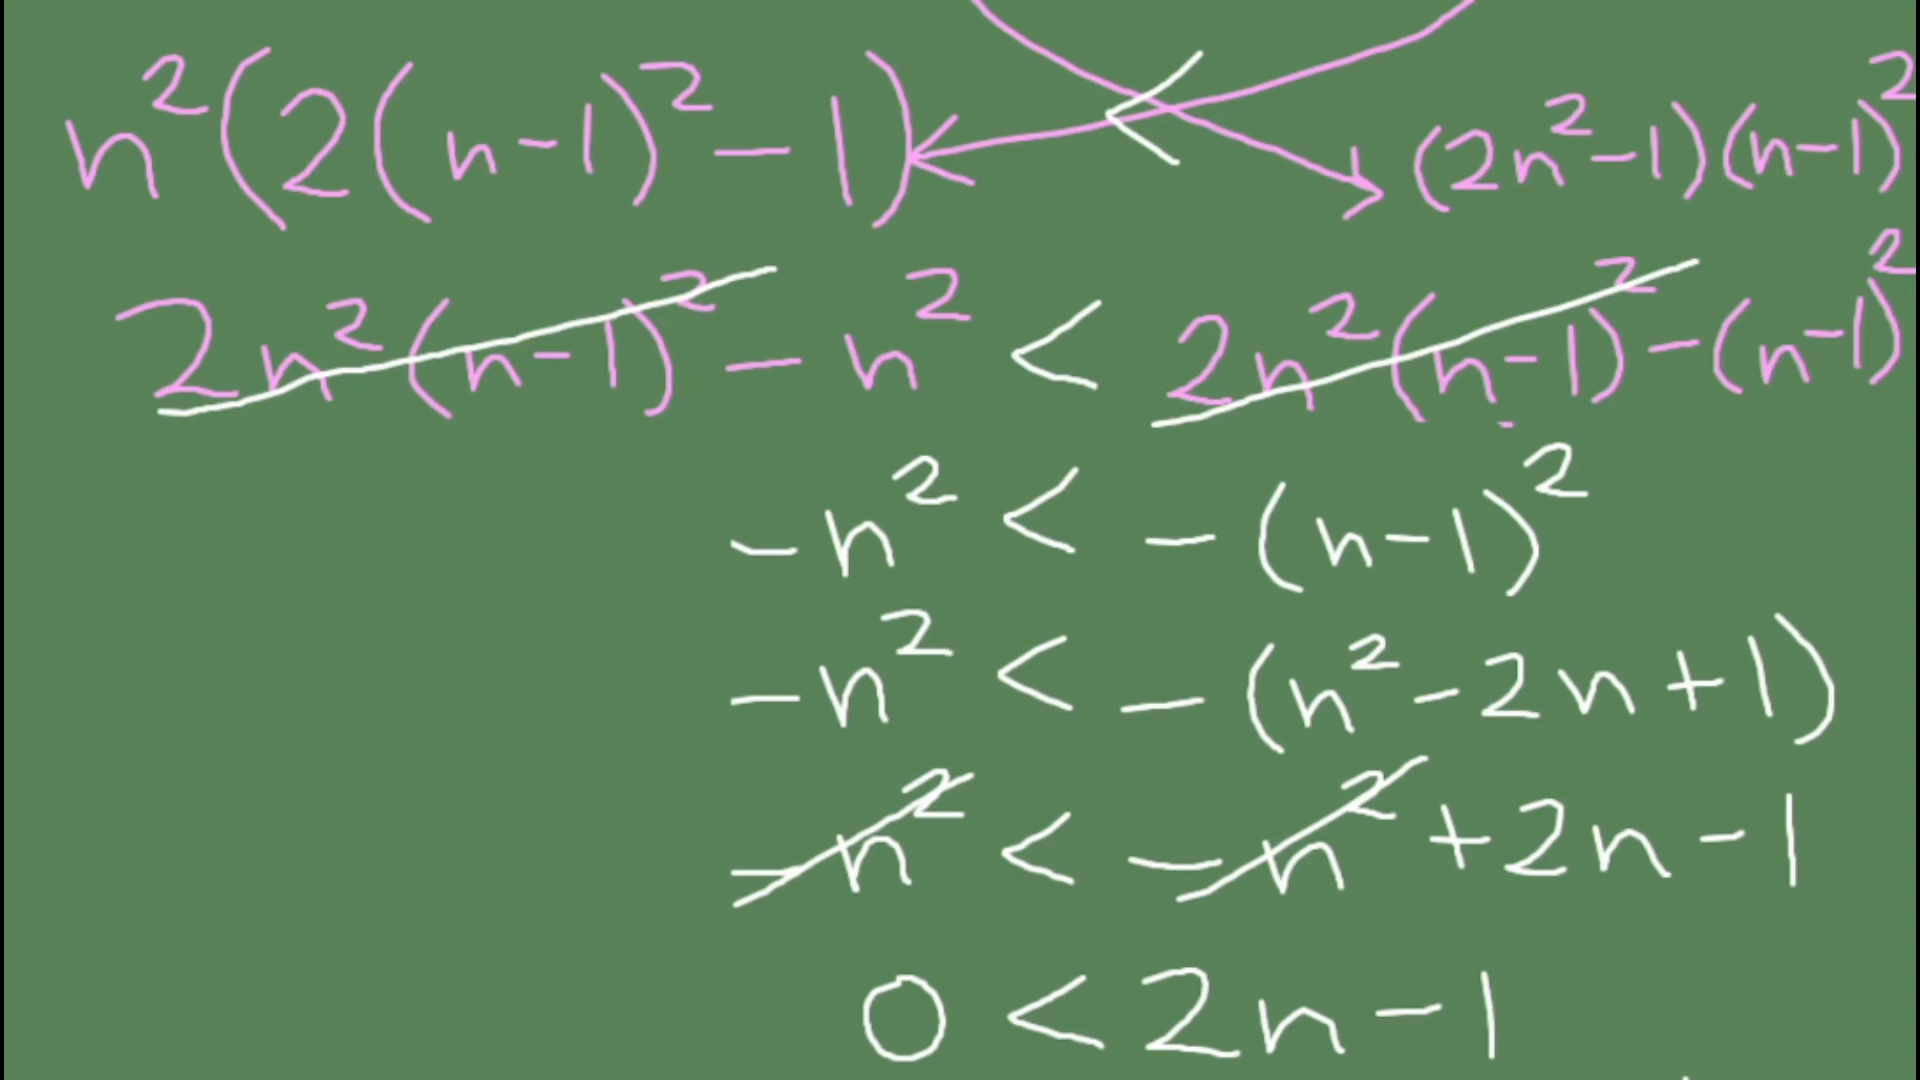 n²(2(n-1)²-1) < (2n²-1)(n-1)²
2n²(n-1)² - n² < 2n²(n-1)² - (n-1)²
-n² < -(n-1)²
-n² < -(n²-2n+1)
-n² < -n²+2n-1
0 < 2n-1